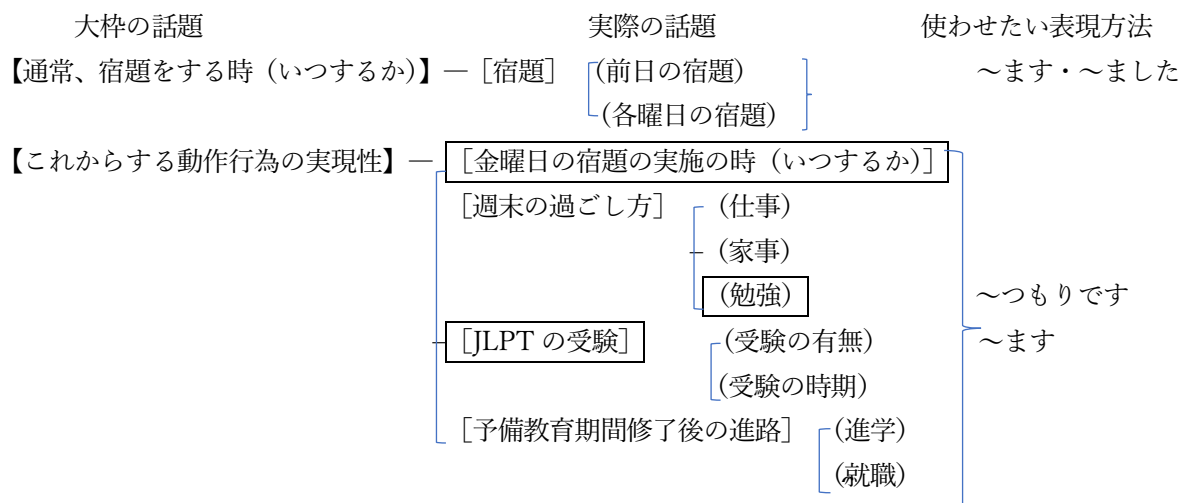 大枠の話題 実際の話題 使わせたい表現方法
【通常、宿題をする時（いつするか）】―［宿題］ (前日の宿題) ～ます・～ました
(各曜日の宿題)
【これからする動作行為の実現性】― ［金曜日の宿題の実施の時（いつするか）］
［週末の過ごし方］ （仕事）
（家事）
（勉強） ～つもりです
［JLPT の受験］ （受験の有無） ～ます
（受験の時期）
［予備教育期間修了後の進路］ （進学）
（就職）